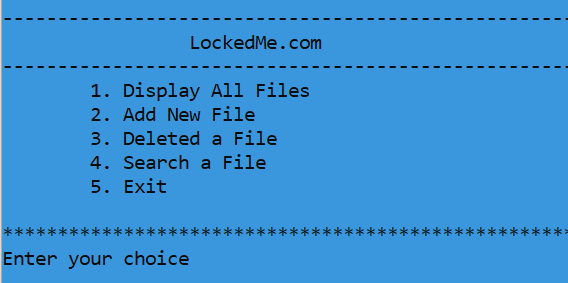 ----------------------------------------------------
LockedMe.com
----------------------------------------------------
1. Display All Files
2. Add New File
3. Deleted a File
4. Search a File
5. Exit
****************************************************
Enter your choice